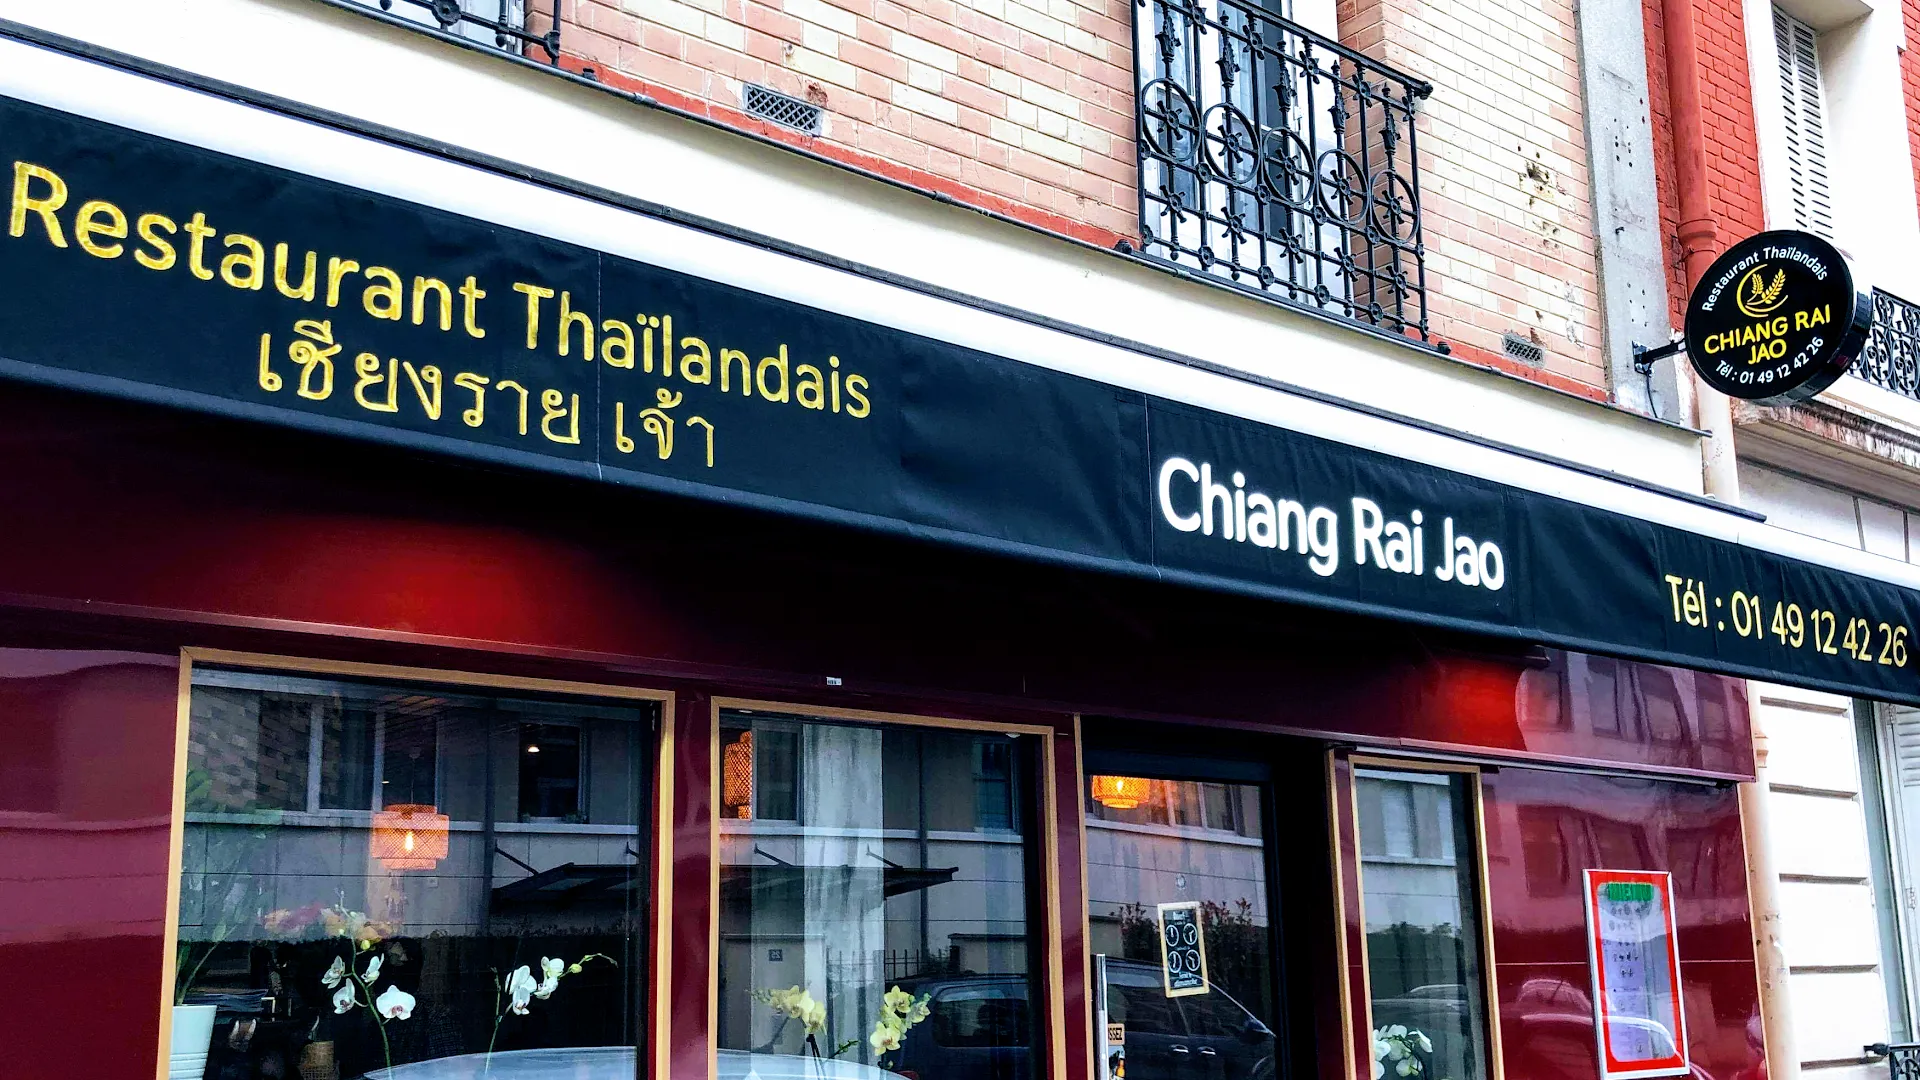 Restaurant Thaïlandais
เชียงราย เจ้า
Chiang Rai Jao
Tél : 01 49 12 42 26
Restaurant Thaïlandais
CHIANG RAI
JAO
Tél : 01 49 12 42 26